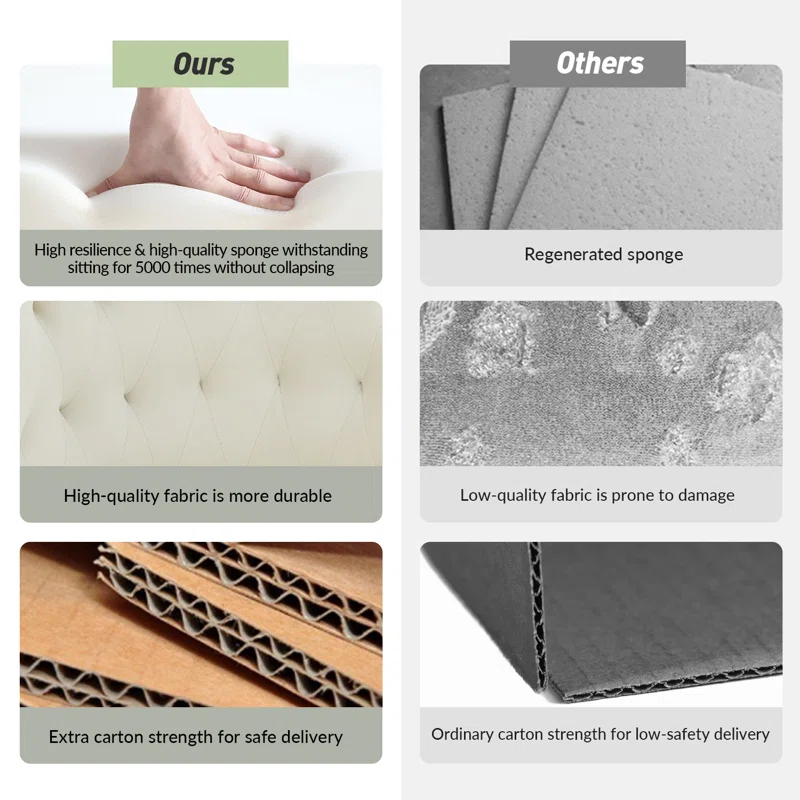 Ours
Others
High resilience & high-quality sponge withstanding
sitting for 5000 times without collapsing
Regenerated sponge
High-quality fabric is more durable
Low-quality fabric is prone to damage
Extra carton strength for safe delivery
Ordinary carton strength for low-safety delivery